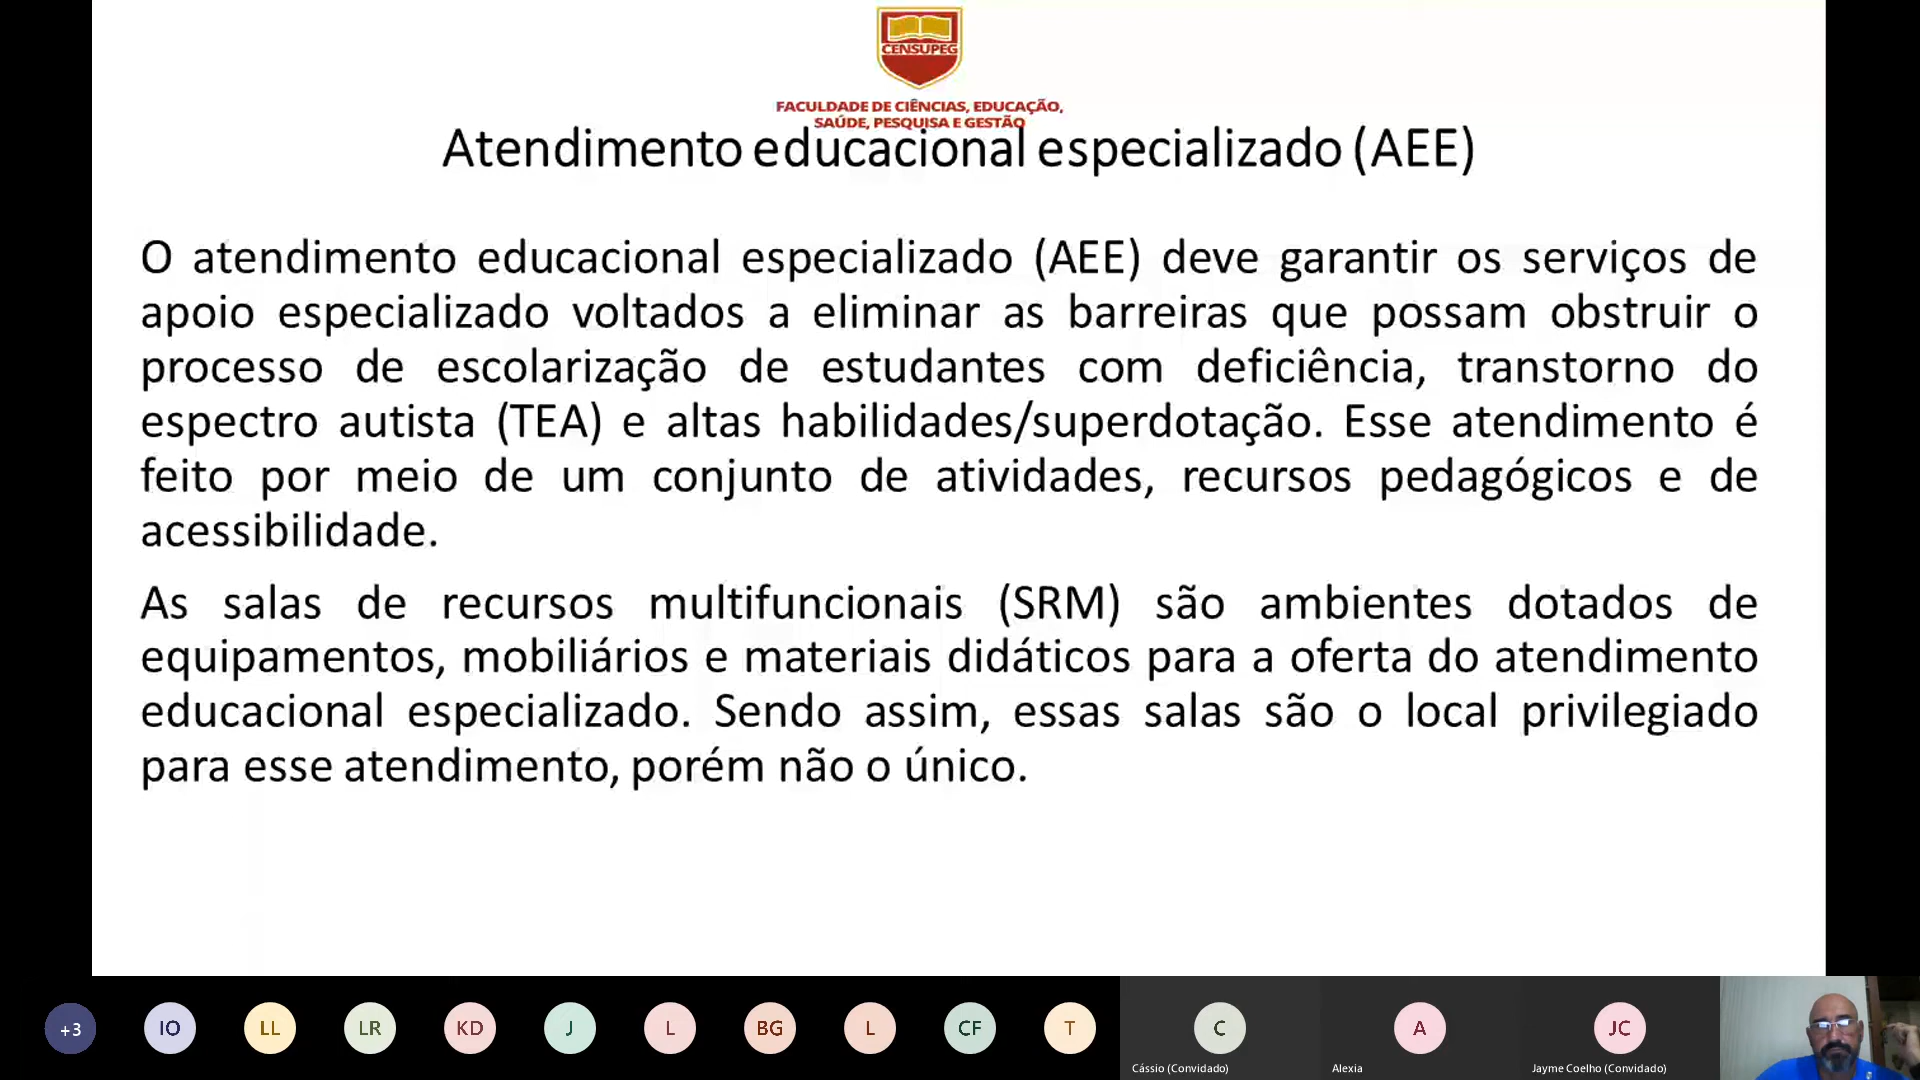 CENSUPEG
FACULDADE DE CIÊNCIAS, EDUCAÇÃO,
SAÚDE, PESQUISA E GESTÃO
Atendimento educacional especializado (AEE)
O atendimento educacional especializado (AEE) deve garantir os serviços de
apoio especializado voltados a eliminar as barreiras que possam obstruir o
processo de escolarização de estudantes com deficiência, transtorno do
espectro autista (TEA) e altas habilidades/superdotação. Esse atendimento é
feito por meio de um conjunto de atividades, recursos pedagógicos e de
acessibilidade.
As salas de recursos multifuncionais (SRM) são ambientes dotados de
equipamentos, mobiliários e materiais didáticos para a oferta do atendimento
educacional especializado. Sendo assim, essas salas são o local privilegiado
para esse atendimento, porém não o único.
+3 IO LL LR KD J L BG L CF T C A JC
Cássio (Convidado) Alexia Jayme Coelho (Convidado)